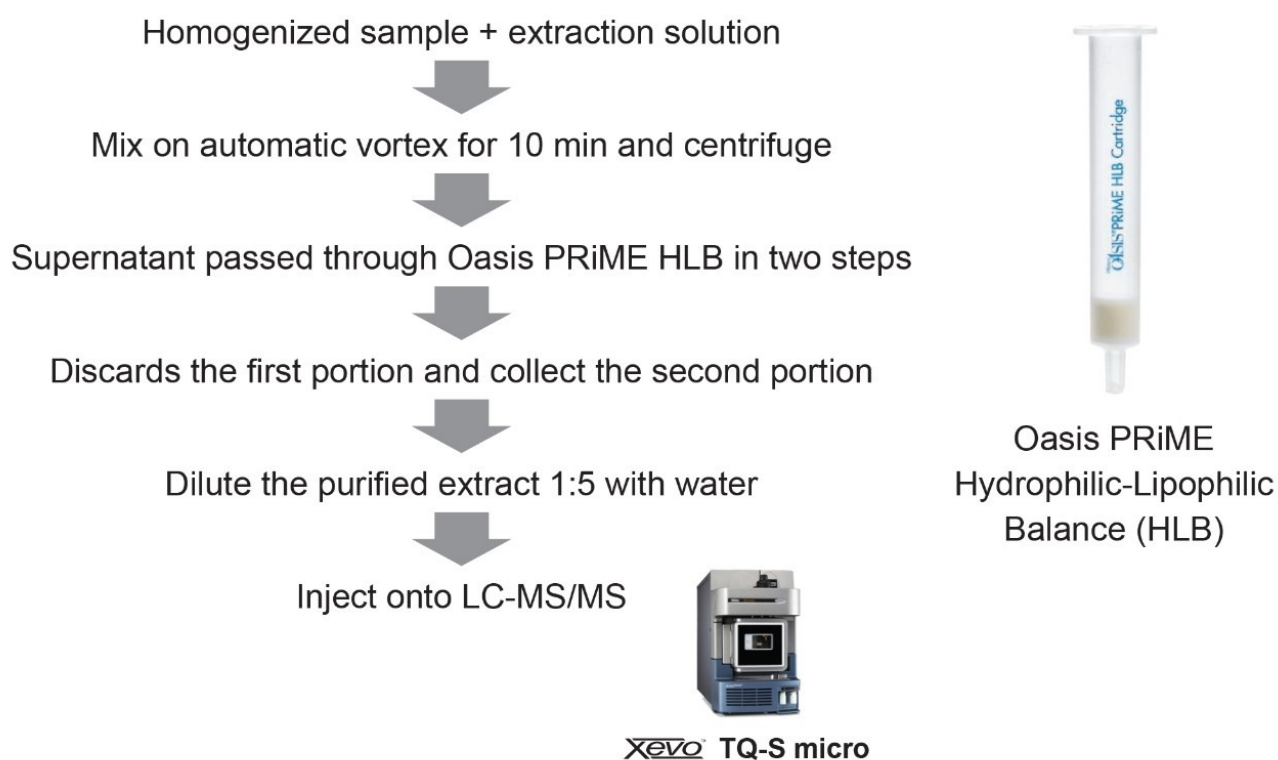 Homogenized sample + extraction solution
Mix on automatic vortex for 10 min and centrifuge
Supernatant passed through Oasis PRiME HLB in two steps
Discards the first portion and collect the second portion
Dilute the purified extract 1:5 with water
Inject onto LC-MS/MS
Xevo™ TQ-S micro
Oasis PRiME HLB Cartridge
Oasis PRiME
Hydrophilic-Lipophilic
Balance (HLB)